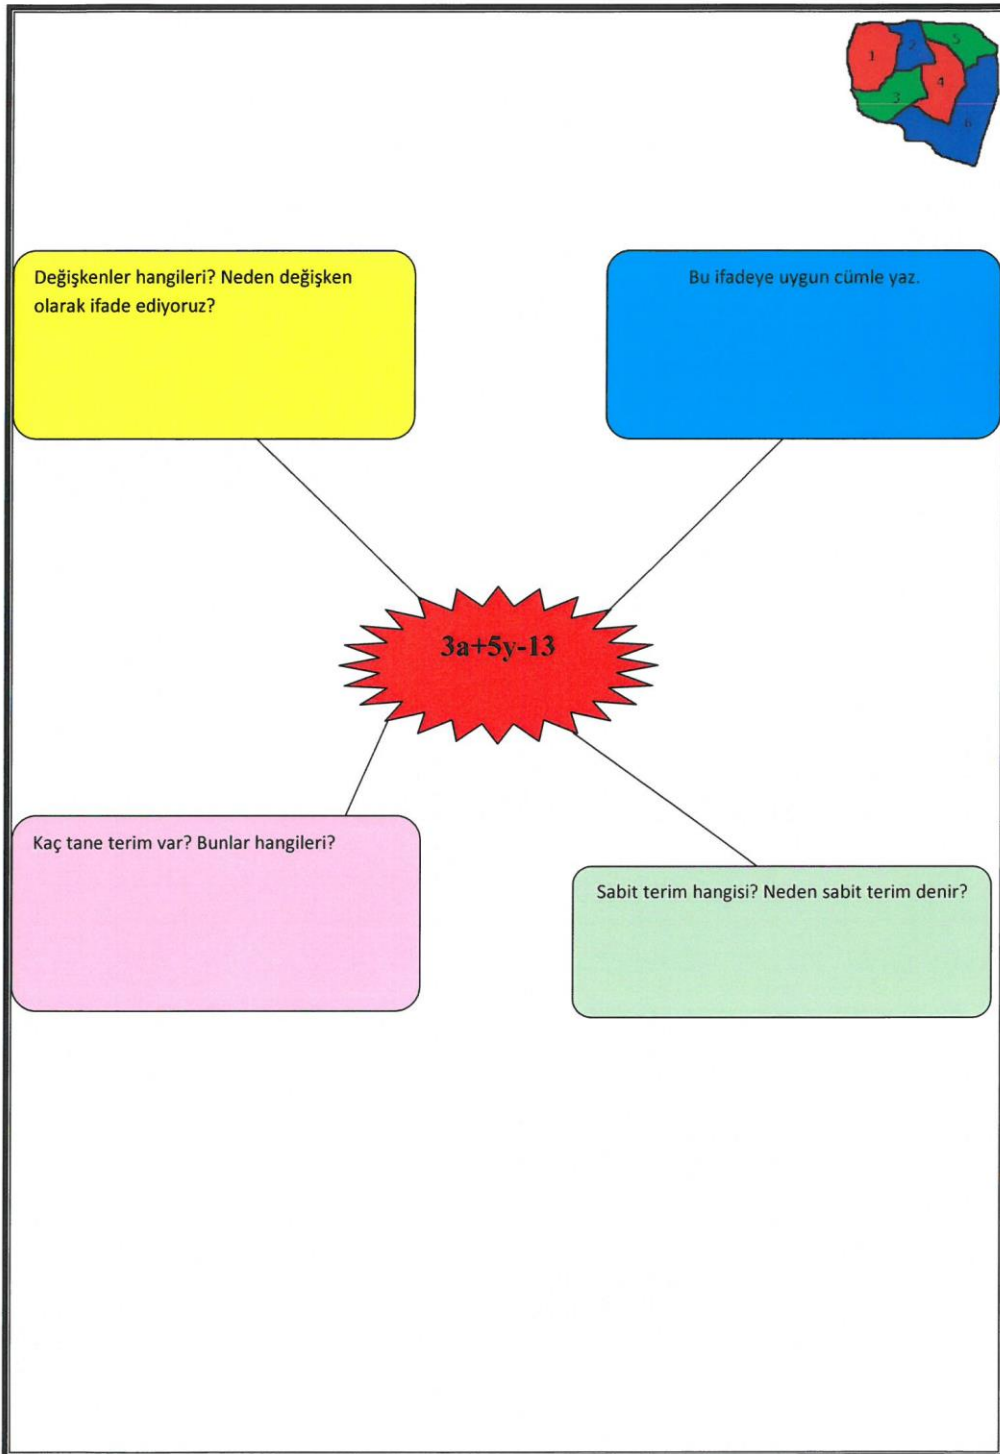 1
2
5
4
3
6
Değişkenler hangileri? Neden değişken
olarak ifade ediyoruz?
Bu ifadeye uygun cümle yaz.
3a+5y-13
Kaç tane terim var? Bunlar hangileri?
Sabit terim hangisi? Neden sabit terim denir?